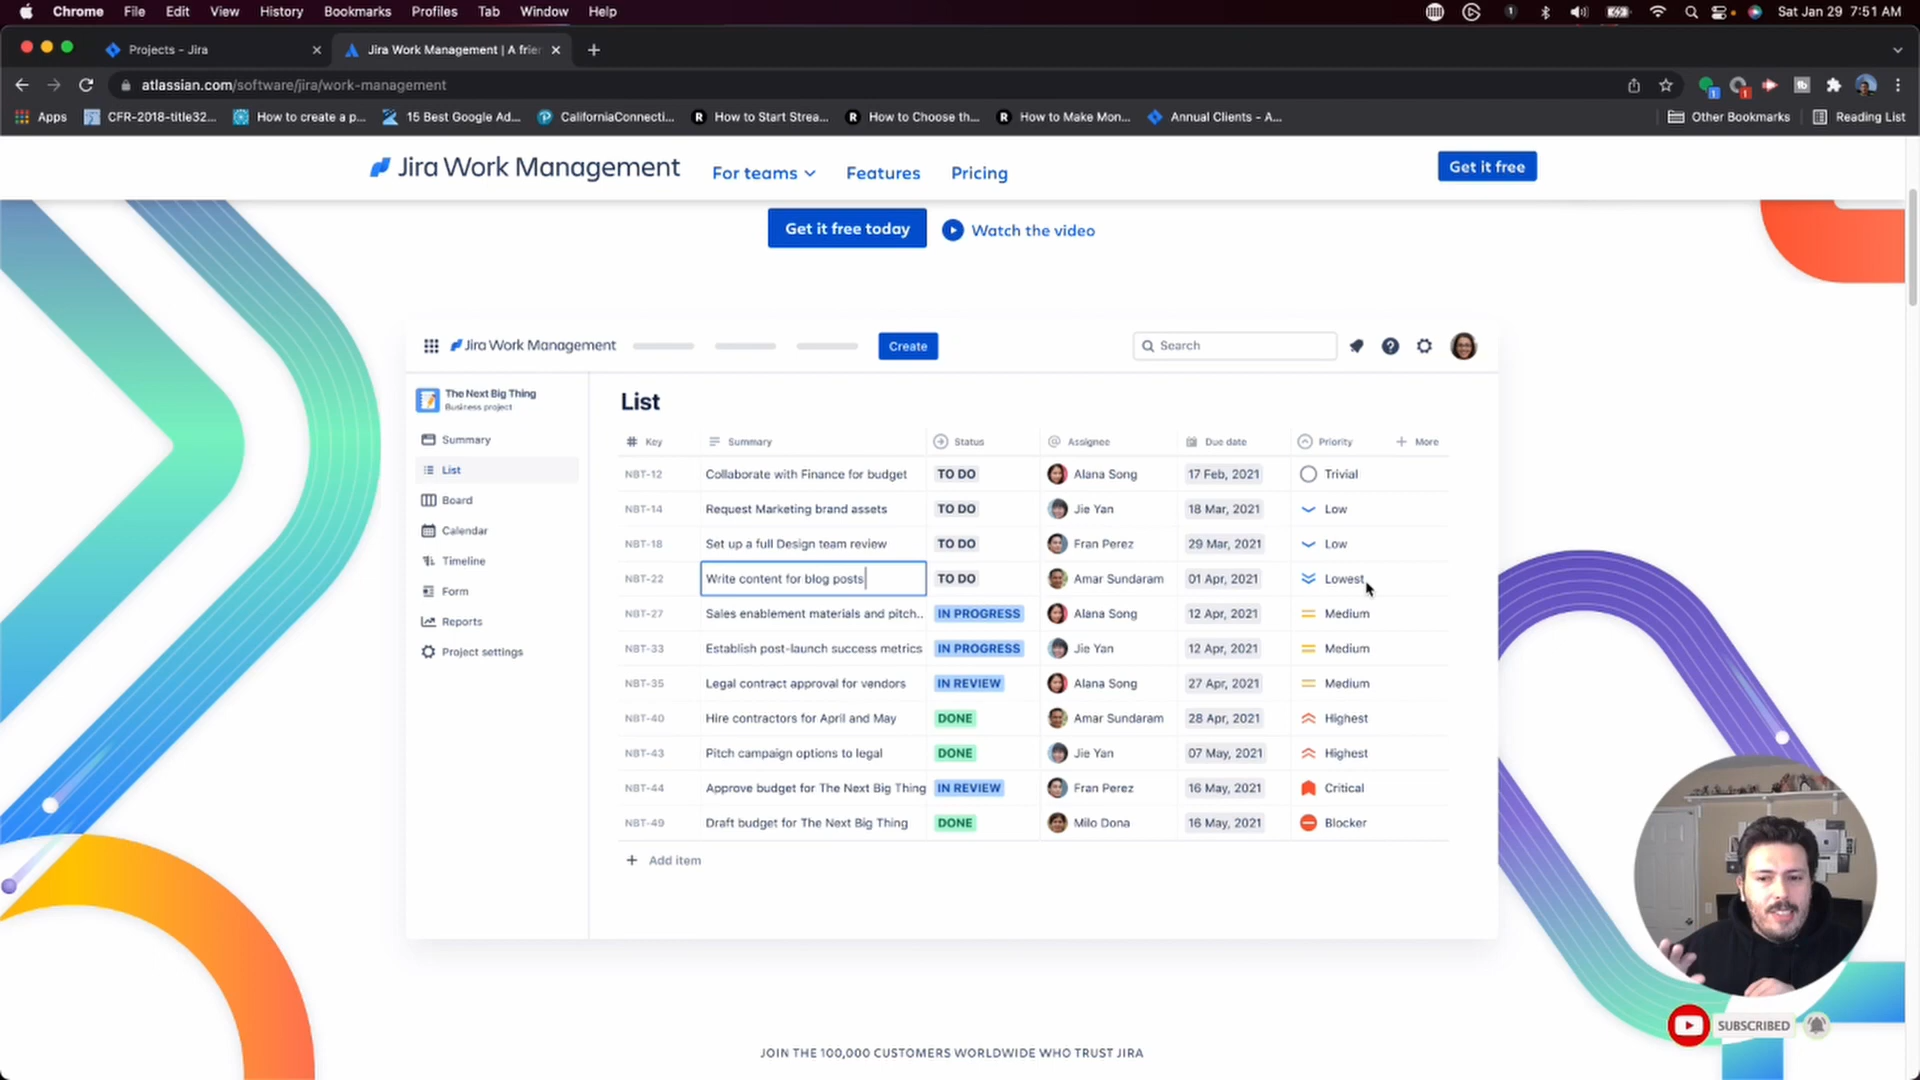 Chrome File Edit View History Bookmarks Profiles Tab Window Help Sat Jan 29 7:51 AM
Projects - Jira Jira Work Management | A frien
atlassian.com/software/jira/work-management
Apps CFR-2018-title32... How to create a p... 15 Best Google Ad... CaliforniaConnecti... How to Start Strea... How to Choose th... How to Make Mon... Annual Clients - A... Other Bookmarks Reading List
Jira Work Management For teams Features Pricing Get it free
Get it free today Watch the video
Jira Work Management Create Search
The Next Big Thing
Business project
Summary
List
Board
Calendar
Timeline
Form
Reports
Project settings
List
# Key Summary Status Assignee Due date Priority + More
NBT-12 Collaborate with Finance for budget TO DO Alana Song 17 Feb, 2021 Trivial
NBT-14 Request Marketing brand assets TO DO Jie Yan 18 Mar, 2021 Low
NBT-18 Set up a full Design team review TO DO Fran Perez 29 Mar, 2021 Low
NBT-22 Write content for blog posts TO DO Amar Sundaram 01 Apr, 2021 Lowest
NBT-27 Sales enablement materials and pitch.. IN PROGRESS Alana Song 12 Apr, 2021 Medium
NBT-33 Establish post-launch success metrics IN PROGRESS Jie Yan 12 Apr, 2021 Medium
NBT-35 Legal contract approval for vendors IN REVIEW Alana Song 27 Apr, 2021 Medium
NBT-40 Hire contractors for April and May DONE Amar Sundaram 28 Apr, 2021 Highest
NBT-43 Pitch campaign options to legal DONE Jie Yan 07 May, 2021 Highest
NBT-44 Approve budget for The Next Big Thing IN REVIEW Fran Perez 16 May, 2021 Critical
NBT-49 Draft budget for The Next Big Thing DONE Milo Dona 16 May, 2021 Blocker
+ Add item
SUBSCRIBED
JOIN THE 100,000 CUSTOMERS WORLDWIDE WHO TRUST JIRA